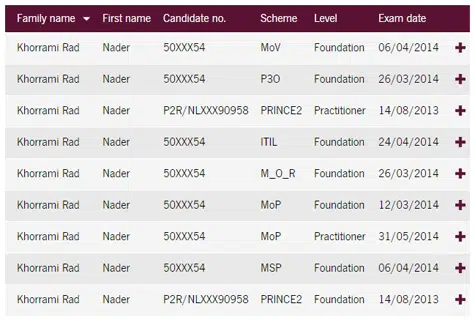 Family name First name Candidate no. Scheme Level Exam date
Khorrami Rad Nader 50XXX54 MoV Foundation 06/04/2014
Khorrami Rad Nader 50XXX54 P3O Foundation 26/03/2014
Khorrami Rad Nader P2R/NLXXX90958 PRINCE2 Practitioner 14/08/2013
Khorrami Rad Nader 50XXX54 ITIL Foundation 24/04/2014
Khorrami Rad Nader 50XXX54 M_O_R Foundation 26/03/2014
Khorrami Rad Nader 50XXX54 MoP Foundation 12/03/2014
Khorrami Rad Nader 50XXX54 MoP Practitioner 31/05/2014
Khorrami Rad Nader 50XXX54 MSP Foundation 06/04/2014
Khorrami Rad Nader P2R/NLXXX90958 PRINCE2 Foundation 14/08/2013